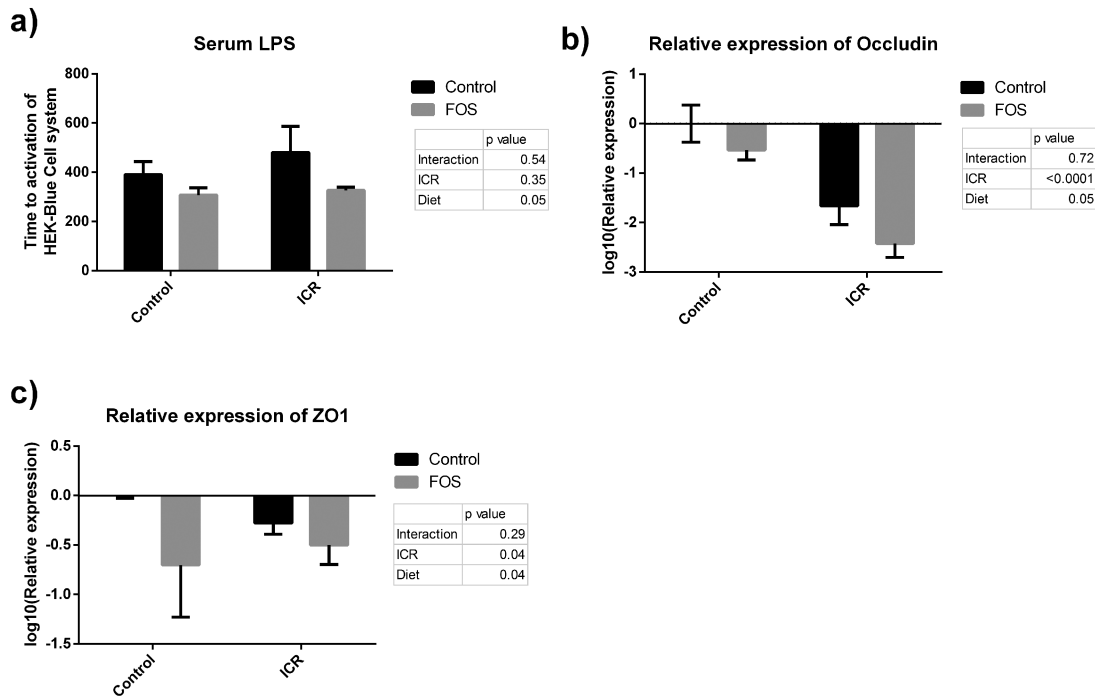 a)
Serum LPS
Time to activation of
HEK-Blue Cell system
800
600
400
200
0
Control
ICR
Control
FOS
p value
Interaction 0.54
ICR 0.35
Diet 0.05
b)
Relative expression of Occludin
log10(Relative expression)
1
0
-1
-2
-3
Control
ICR
Control
FOS
p value
Interaction 0.72
ICR <0.0001
Diet 0.05
c)
Relative expression of ZO1
log10(Relative expression)
0.5
0.0
-0.5
-1.0
-1.5
Control
ICR
Control
FOS
p value
Interaction 0.29
ICR 0.04
Diet 0.04